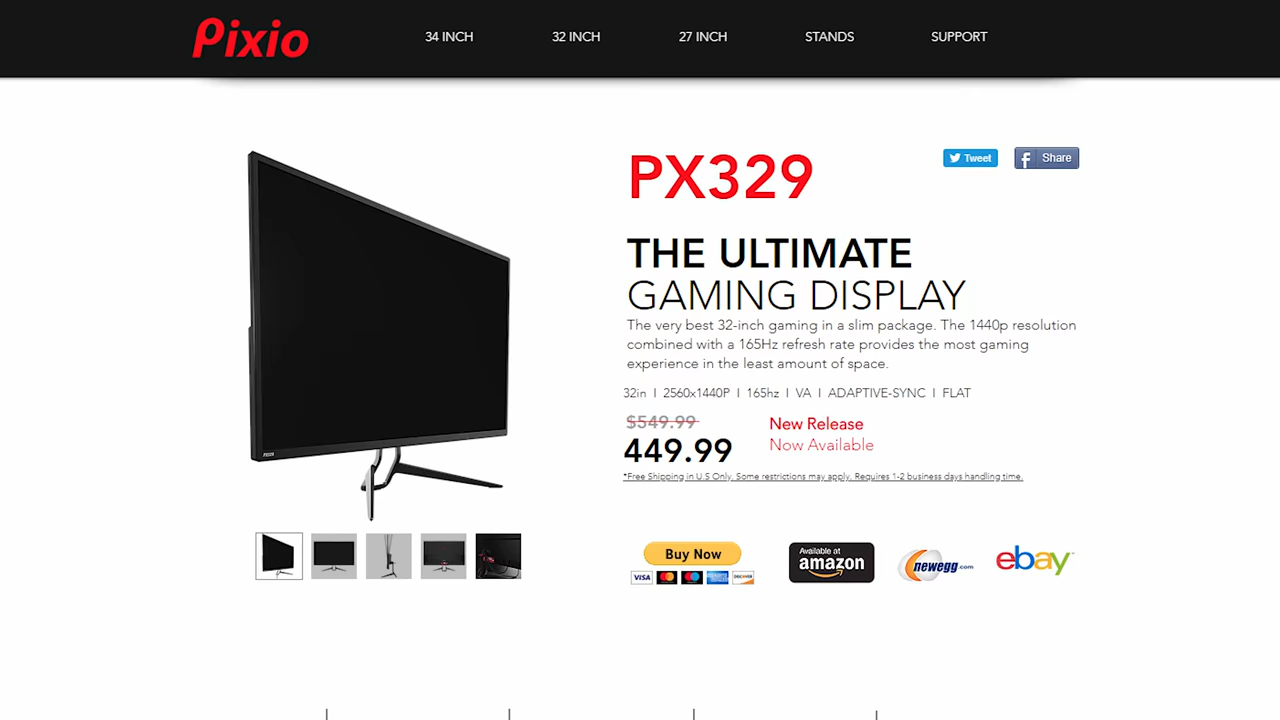 Pixio
34 INCH
32 INCH
27 INCH
STANDS
SUPPORT
PX329
Tweet
Share
THE ULTIMATE
GAMING DISPLAY
The very best 32-inch gaming in a slim package. The 1440p resolution
combined with a 165Hz refresh rate provides the most gaming
experience in the least amount of space.
32in I 2560x1440P I 165hz I VA I ADAPTIVE-SYNC I FLAT
$549.99
449.99
New Release
Now Available
*Free Shipping in U.S Only, Some restrictions may apply. Requires 1-2 business days handling time.
Buy Now
VISA
DISCOVER
Available at
amazon
newegg.com
ebay